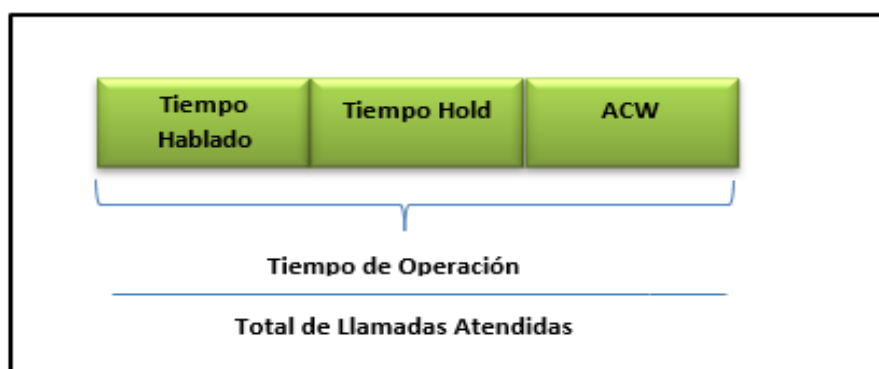 Tiempo
Hablado
Tiempo Hold
ACW
Tiempo de Operación
Total de Llamadas Atendidas